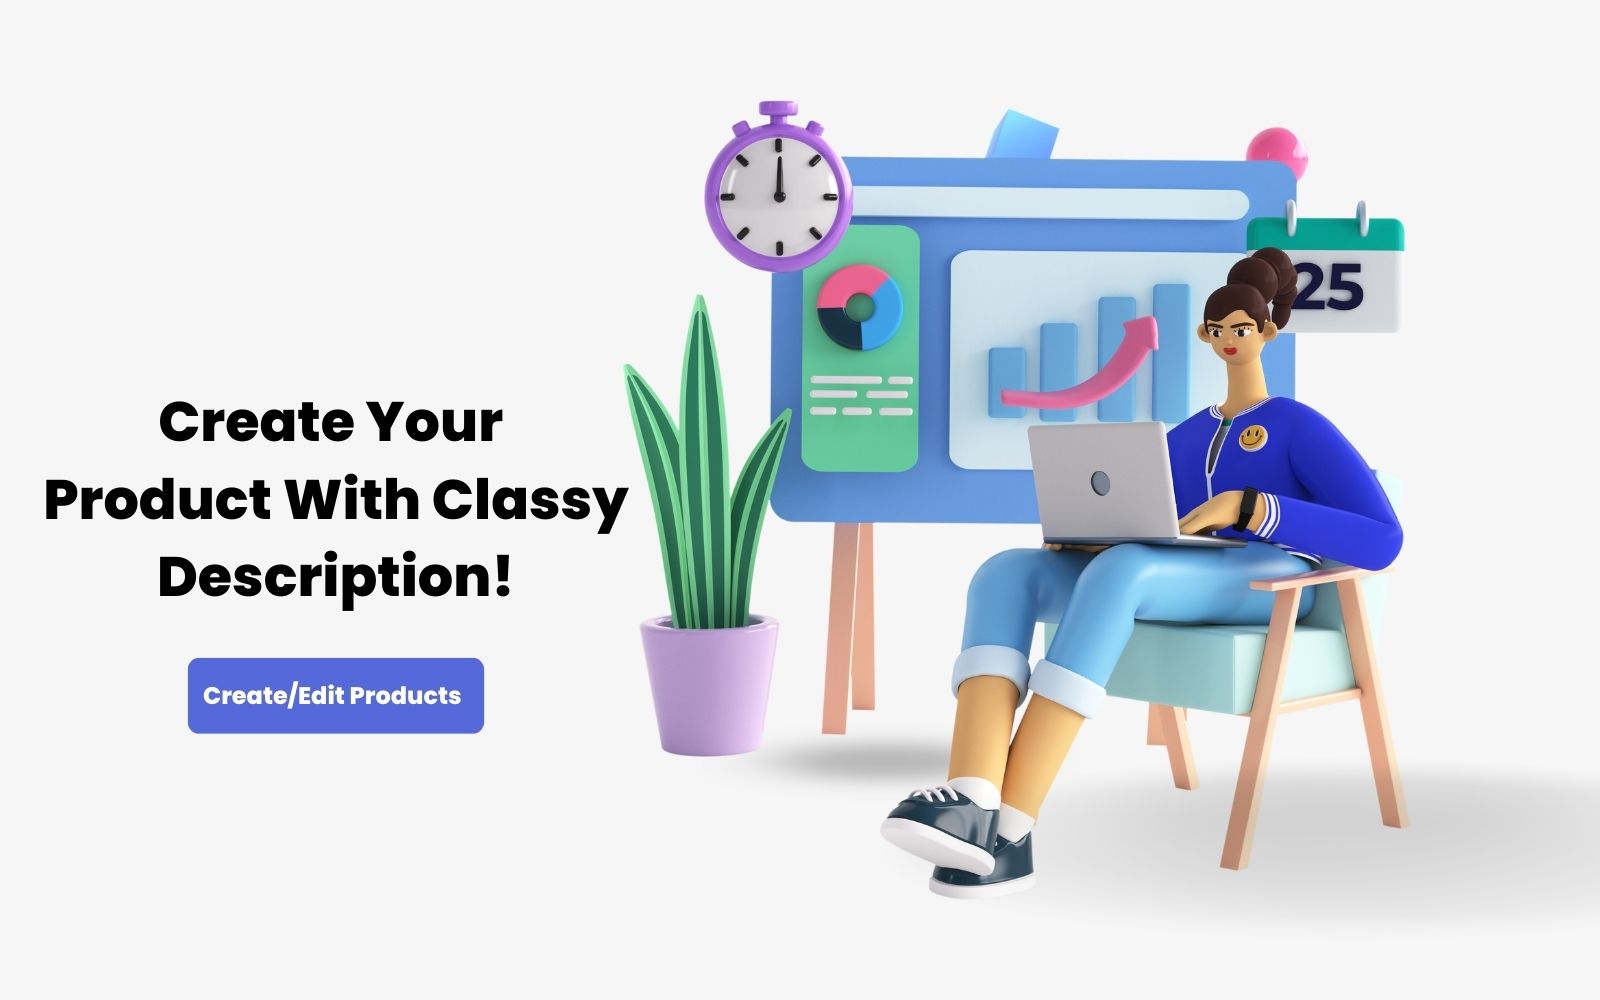 Create Your
Product With Classy
Description!
Create/Edit Products
25